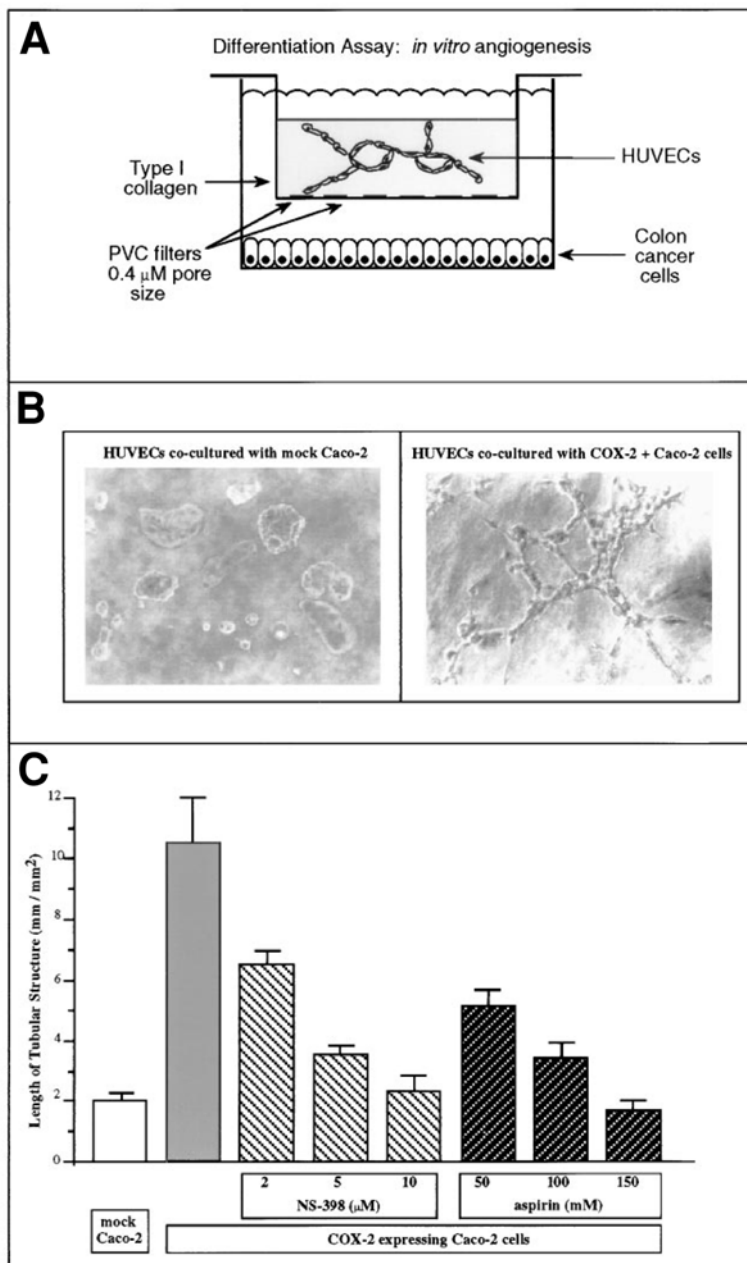 A
Differentiation Assay: in vitro angiogenesis
Type I
collagen
HUVECs
PVC filters
0.4 μM pore
size
Colon
cancer
cells
B
HUVECs co-cultured with mock Caco-2
HUVECs co-cultured with COX-2 + Caco-2 cells
C
Length of Tubular Structure (mm / mm²)
12
10
8
6
4
2
0
2 5 10 50 100 150
NS-398 (μM) aspirin (mM)
mock
Caco-2
COX-2 expressing Caco-2 cells